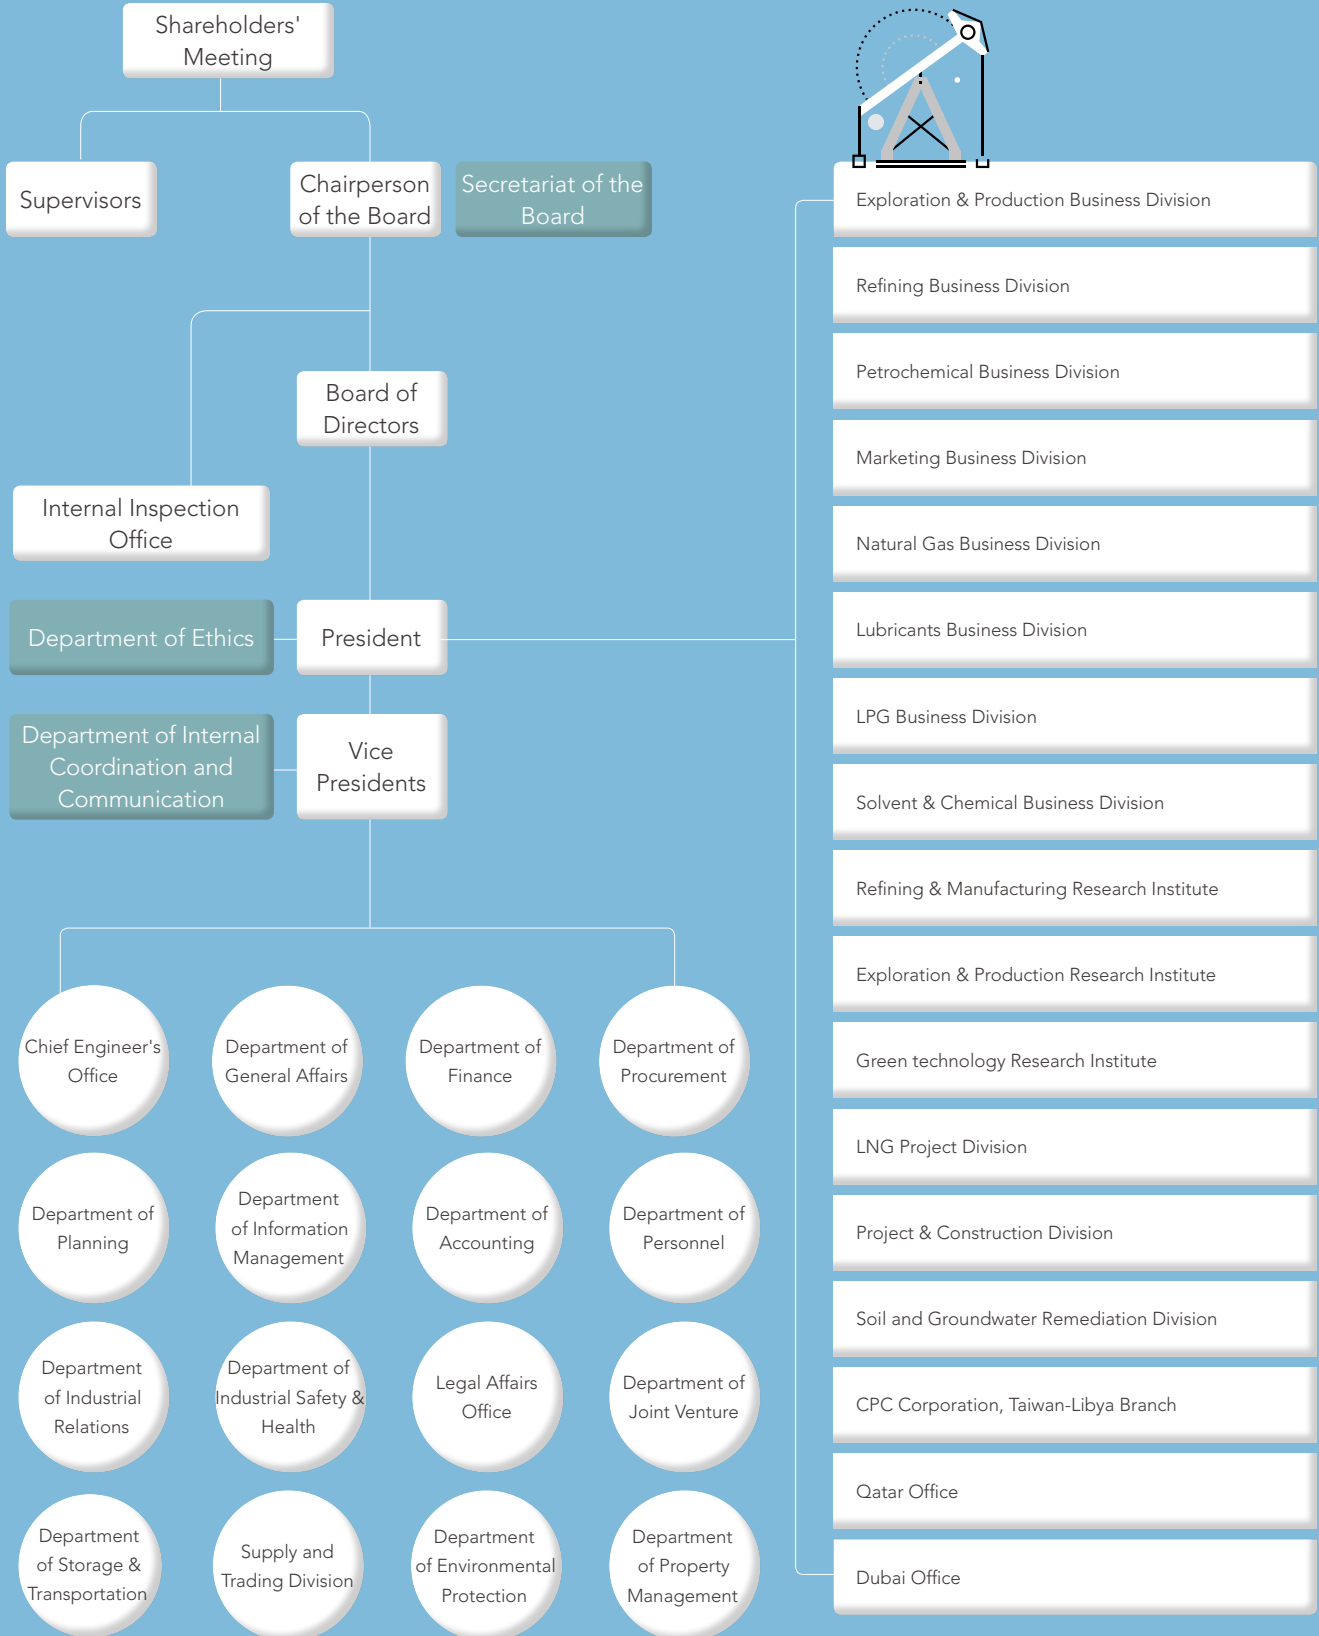 Shareholders'
Meeting
Supervisors
Chairperson
of the Board
Secretariat of the
Board
Board of
Directors
Internal Inspection
Office
Department of Ethics
President
Department of Internal
Coordination and
Communication
Vice
Presidents
Chief Engineer's
Office
Department of
General Affairs
Department of
Finance
Department of
Procurement
Department of
Planning
Department
of Information
Management
Department of
Accounting
Department of
Personnel
Department
of Industrial
Relations
Department of
Industrial Safety &
Health
Legal Affairs
Office
Department of
Joint Venture
Department
of Storage &
Transportation
Supply and
Trading Division
Department
of Environmental
Protection
Department
of Property
Management
Exploration & Production Business Division
Refining Business Division
Petrochemical Business Division
Marketing Business Division
Natural Gas Business Division
Lubricants Business Division
LPG Business Division
Solvent & Chemical Business Division
Refining & Manufacturing Research Institute
Exploration & Production Research Institute
Green technology Research Institute
LNG Project Division
Project & Construction Division
Soil and Groundwater Remediation Division
CPC Corporation, Taiwan-Libya Branch
Qatar Office
Dubai Office